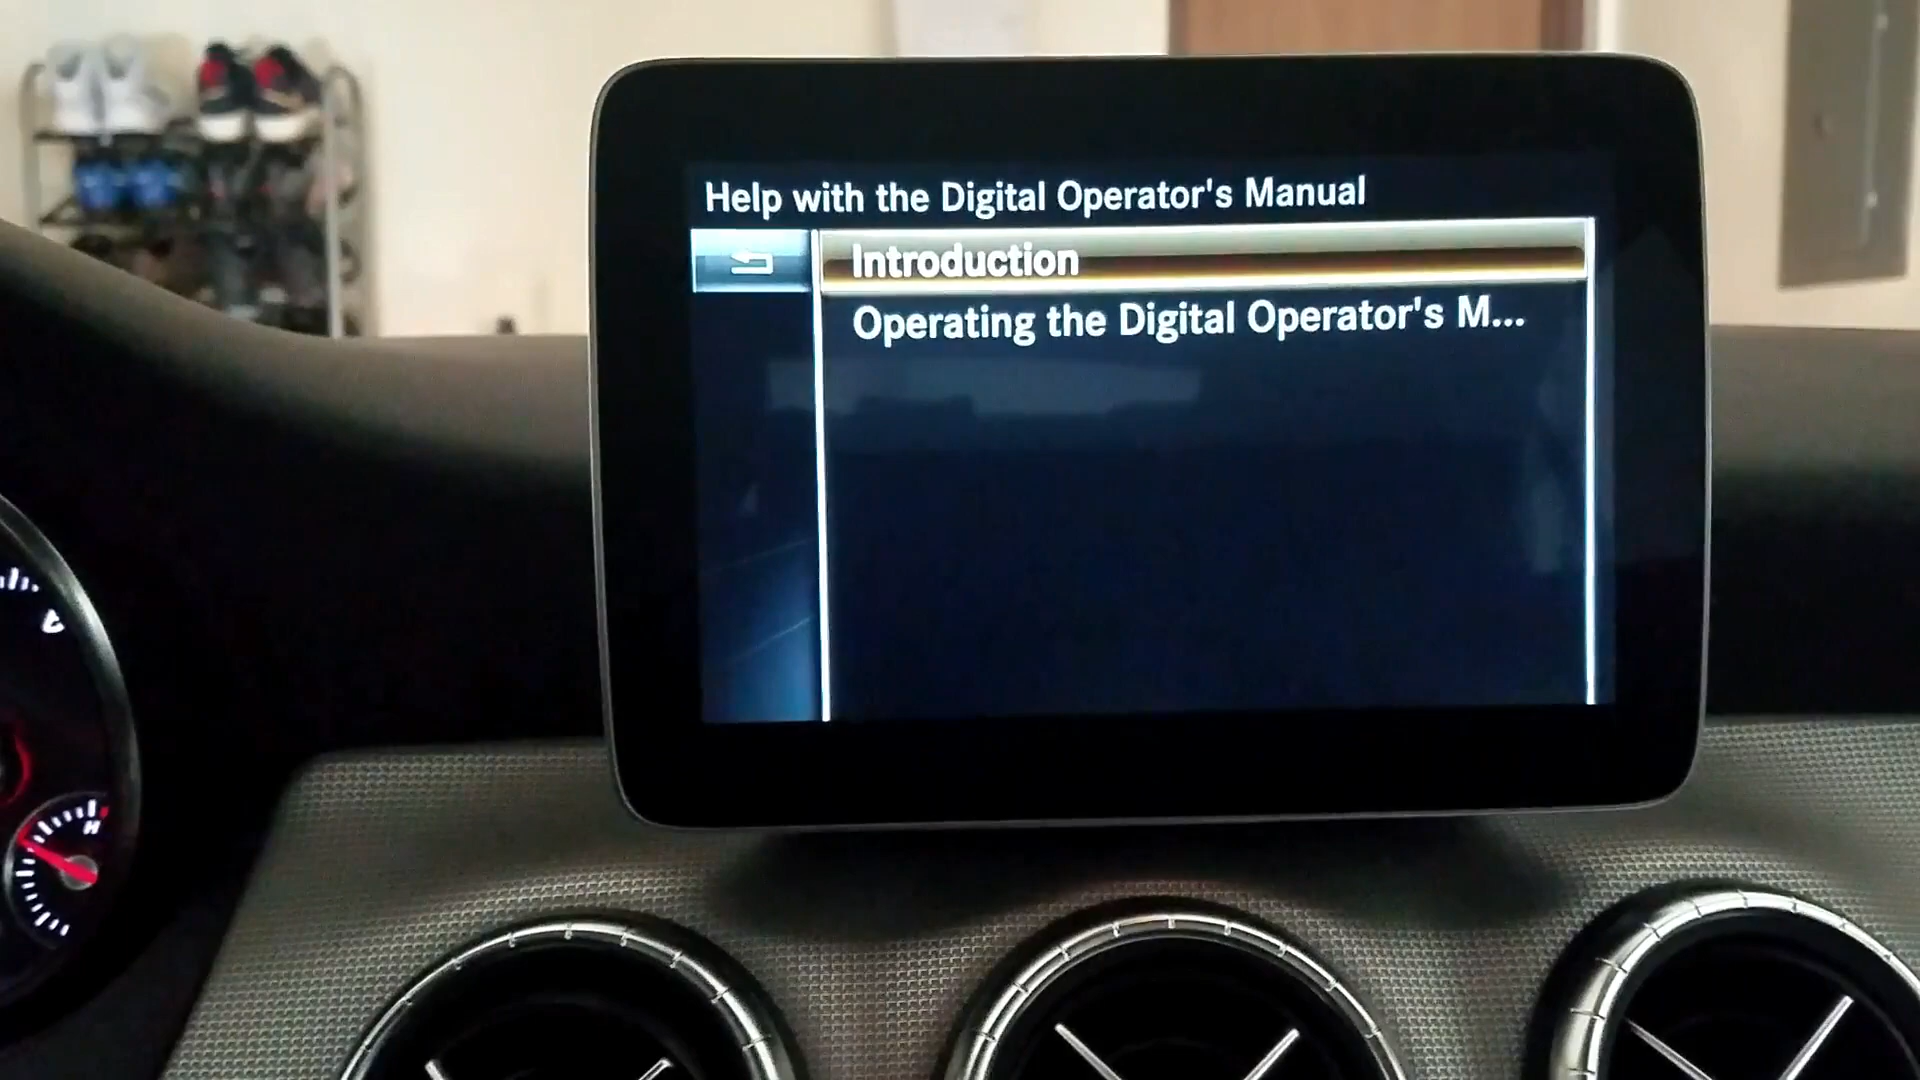 Help with the Digital Operator's Manual
Introduction
Operating the Digital Operator's M...
H